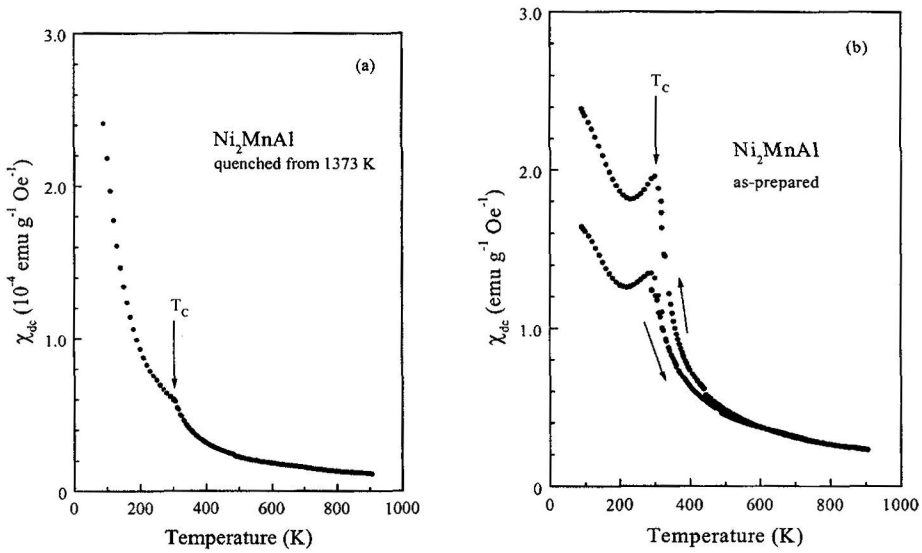 3.0
2.0
1.0
0
χdc (10⁻⁴ emu g⁻¹ Oe⁻¹)
(a)
Ni₂MnAl
quenched from 1373 K
T_C
0 200 400 600 800 1000
Temperature (K)
3.0
2.0
1.0
0
χdc (emu g⁻¹ Oe⁻¹)
(b)
T_C
Ni₂MnAl
as-prepared
0 200 400 600 800 1000
Temperature (K)